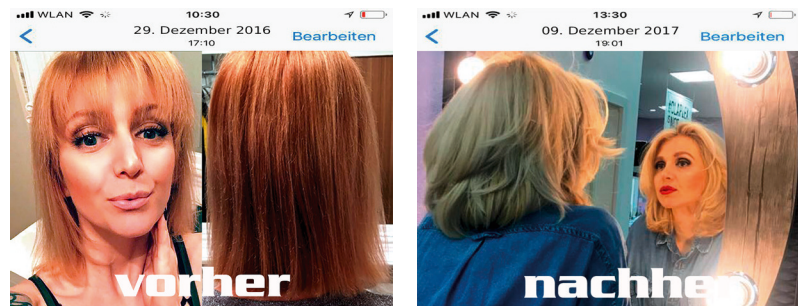 WLAN 10:30
29. Dezember 2016
17:10
Bearbeiten
vorher
WLAN 13:30
09. Dezember 2017
19:01
Bearbeiten
nachher